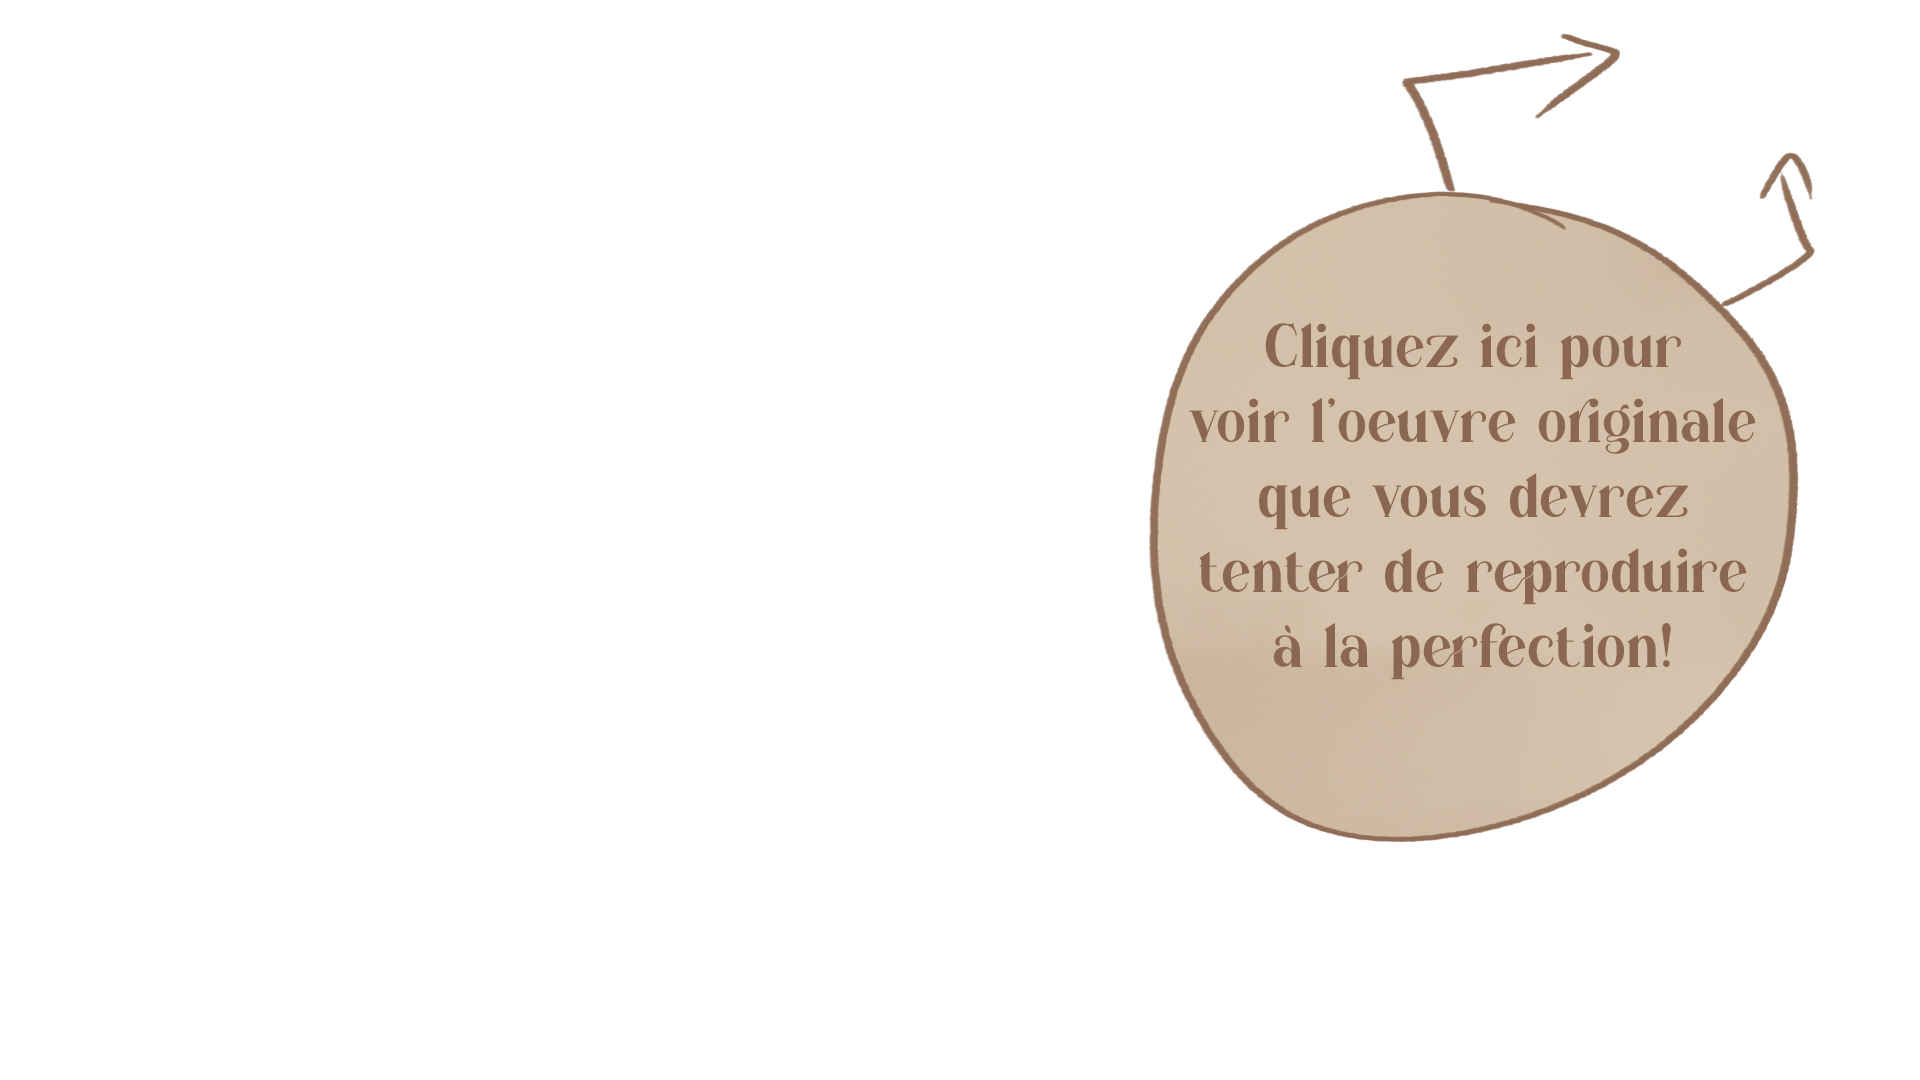 Cliquez ici pour
voir l'oeuvre originale
que vous devrez
tenter de reproduire
à la perfection!